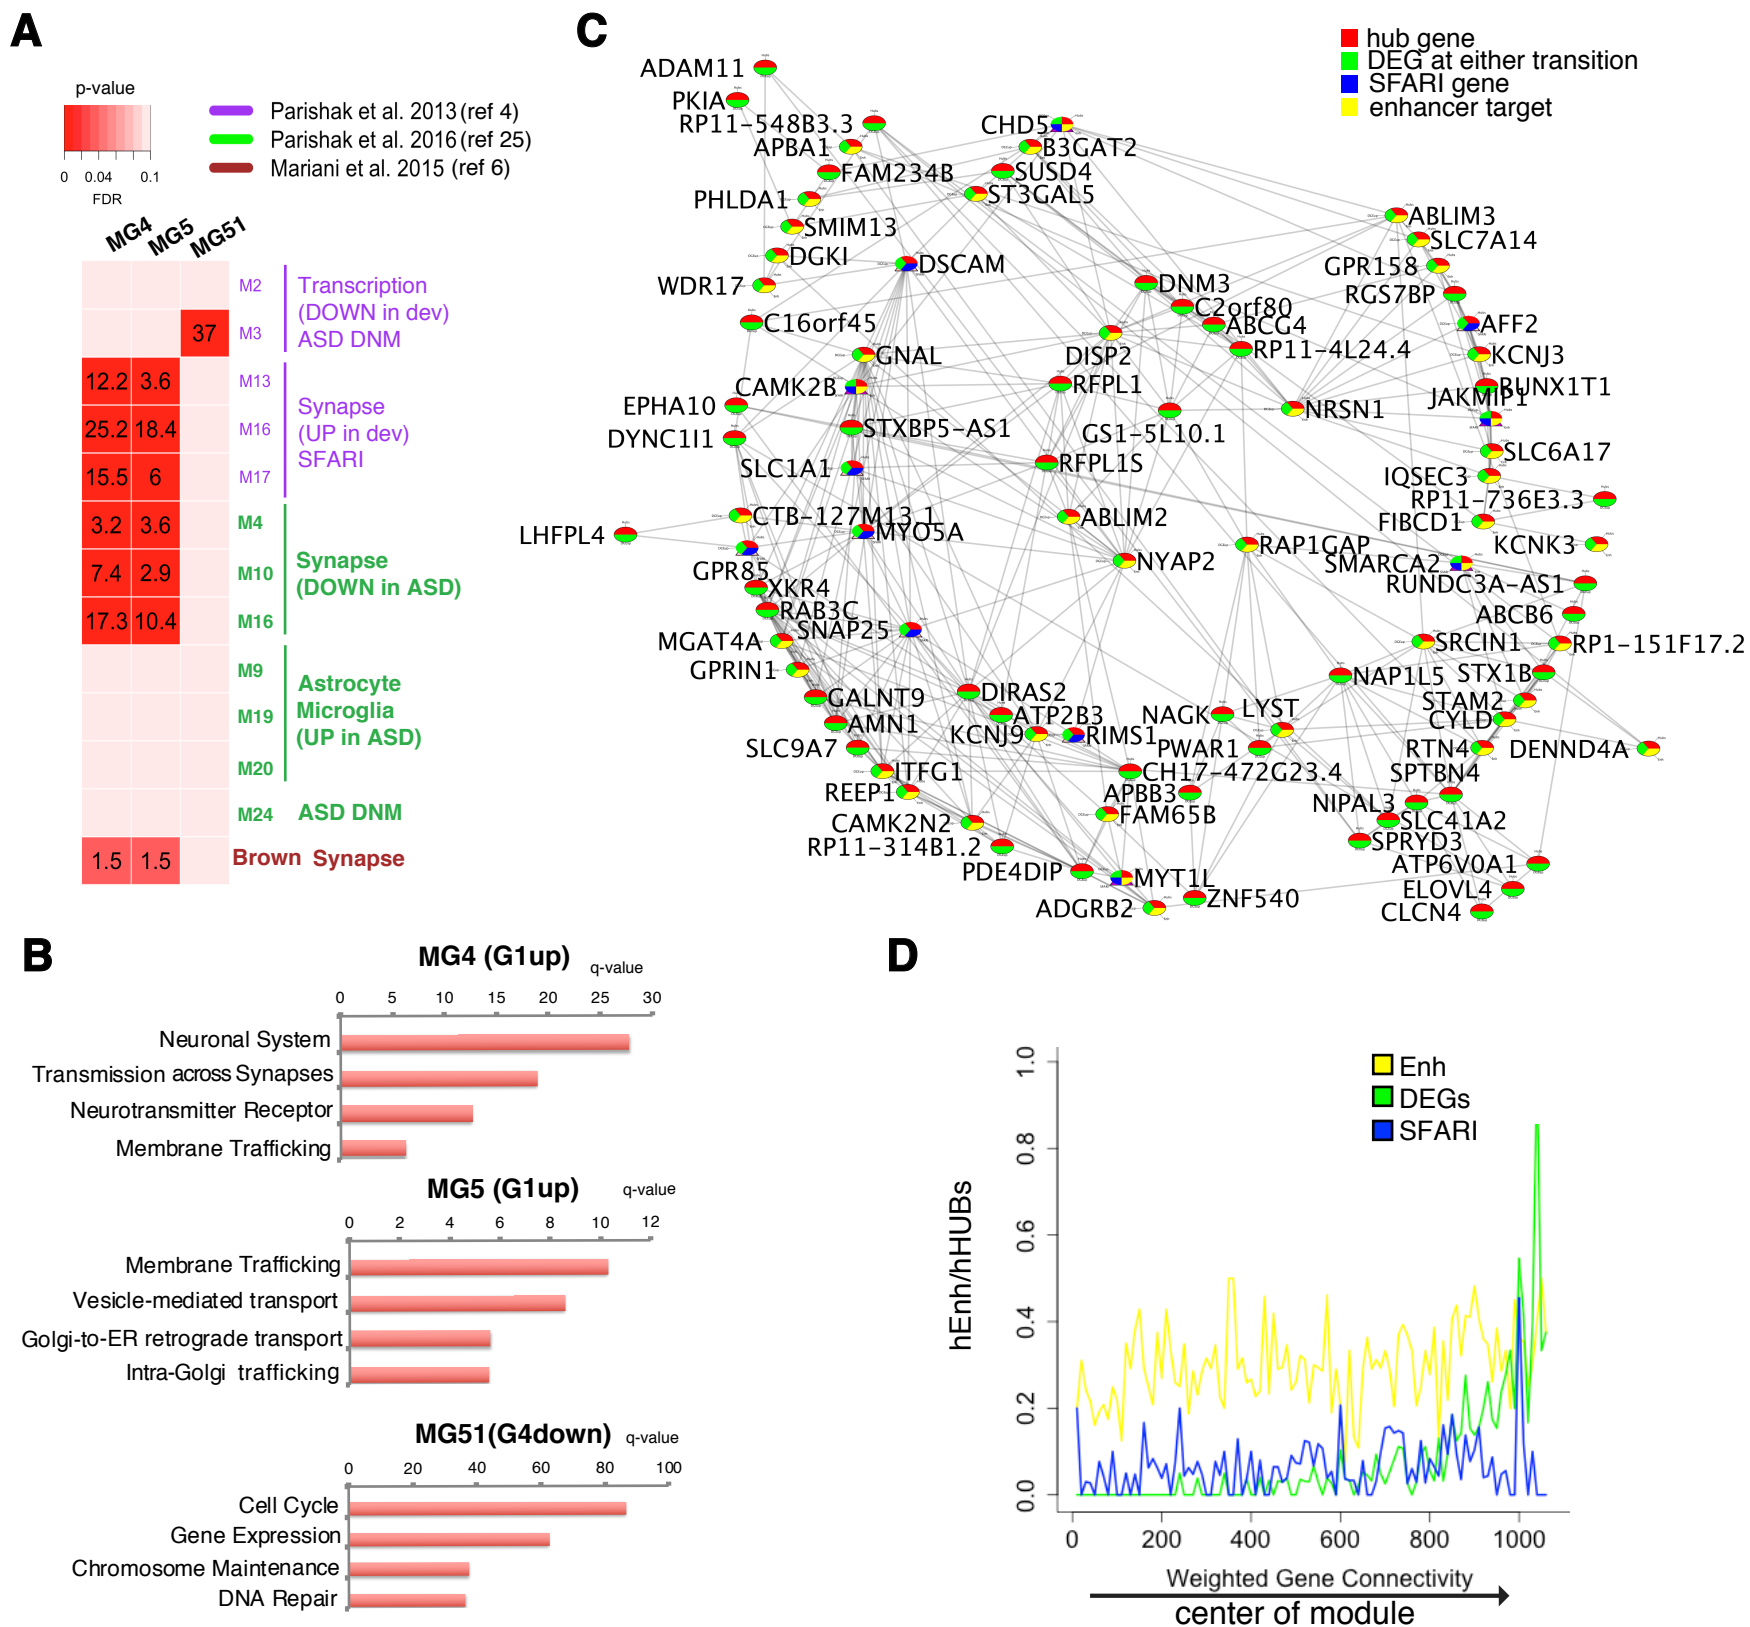 A
p-value
0 0.04 0.1
FDR
Parishak et al. 2013 (ref 4)
Parishak et al. 2016 (ref 25)
Mariani et al. 2015 (ref 6)
MG4 MG5 MG51
M2
M3
37
Transcription
(DOWN in dev)
ASD DNM
12.2 3.6 M13
25.2 18.4 M16
15.5 6 M17
Synapse
(UP in dev)
SFARI
3.2 3.6 M4
7.4 2.9 M10
17.3 10.4 M16
Synapse
(DOWN in ASD)
M9
M19
M20
Astrocyte
Microglia
(UP in ASD)
M24 ASD DNM
1.5 1.5 Brown Synapse
C
hub gene
DEG at either transition
SFARI gene
enhancer target
ADAM11
PKIA
RP11-548B3.3
APBA1
FAM234B
PHLDA1
SMIM13
DGKI
WDR17
C16orf45
CHD5
B3GAT2
SUSD4
ST3GAL5
DSCAM
GNAL
CAMK2B
EPHA10
DYNC1I1
STXBP5-AS1
SLC1A1
DNM3
C2orf80
ABCG4
RP11-4L24.4
DISP2
RFPL1
GS1-5L10.1
RFPL1S
NRSN1
ABLIM3
SLC7A14
GPR158
RGS7BP
AFF2
KCNJ3
RUNX1T1
JAKMIP1
SLC6A17
IQSEC3
RP11-736E3.3
FIBCD1
KCNK3
LHFPL4
CTB-127M13.1
MYO5A
GPR85
XKR4
RAB3C
SNAP25
MGAT4A
GPRIN1
GALNT9
AMN1
SLC9A7
ITFG1
REEP1
CAMK2N2
RP11-314B1.2
PDE4DIP
ADGRB2
ABLIM2
NYAP2
RAP1GAP
SMARCA2
RUNDC3A-AS1
ABCB6
SRCIN1
RP1-151F17.2
NAP1L5
STX1B
STAM2
CYLD
RTN4
DENND4A
SPTBN4
NIPAL3
SLC41A2
SPRYD3
ATP6V0A1
ELOVL4
CLCN4
DIRAS2
ATP2B3
KCNJ9
RIMS1
NAGK
LYST
PWAR1
CH17-472G23.4
APBB3
FAM65B
MYT1L
ZNF540
B
MG4 (G1up)
q-value
0 5 10 15 20 25 30
Neuronal System
Transmission across Synapses
Neurotransmitter Receptor
Membrane Trafficking
MG5 (G1up)
q-value
0 2 4 6 8 10 12
Membrane Trafficking
Vesicle-mediated transport
Golgi-to-ER retrograde transport
Intra-Golgi trafficking
MG51(G4down)
q-value
0 20 40 60 80 100
Cell Cycle
Gene Expression
Chromosome Maintenance
DNA Repair
D
Enh
DEGs
SFARI
hEnh/hHUBs
1.0
0.8
0.6
0.4
0.2
0.0
0 200 400 600 800 1000
Weighted Gene Connectivity
center of module